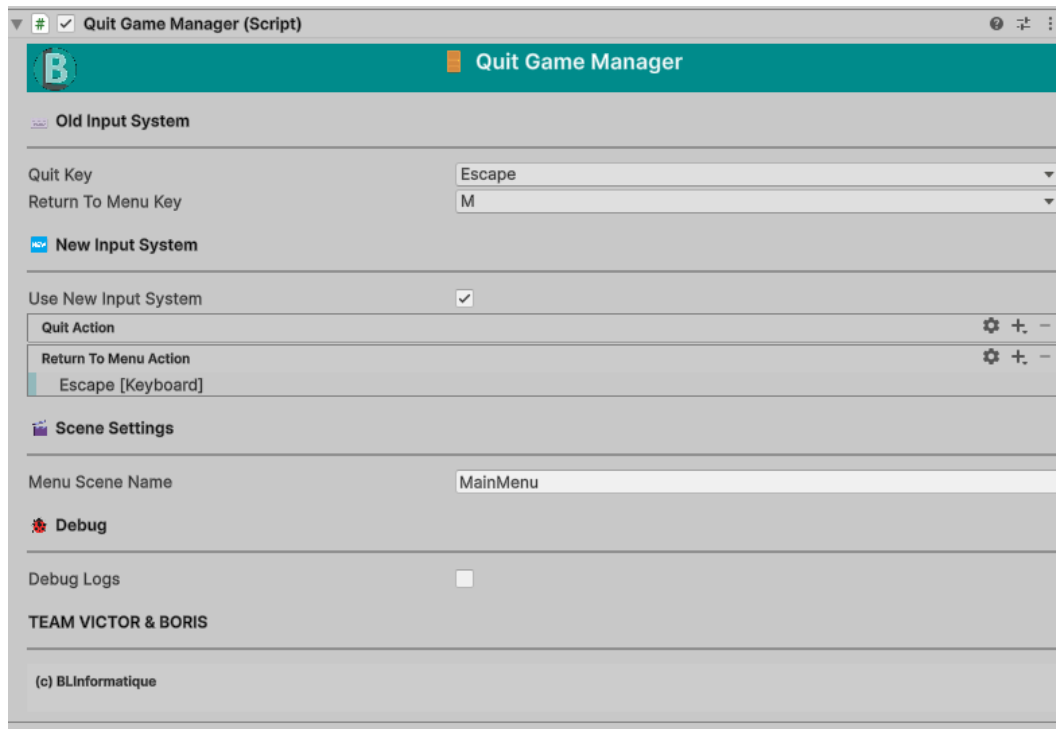 # Quit Game Manager (Script)
B Quit Game Manager
Old Input System
Quit Key Escape
Return To Menu Key M
NEW New Input System
Use New Input System
Quit Action
Return To Menu Action
Escape [Keyboard]
Scene Settings
Menu Scene Name MainMenu
Debug
Debug Logs
TEAM VICTOR & BORIS
(c) BLInformatique